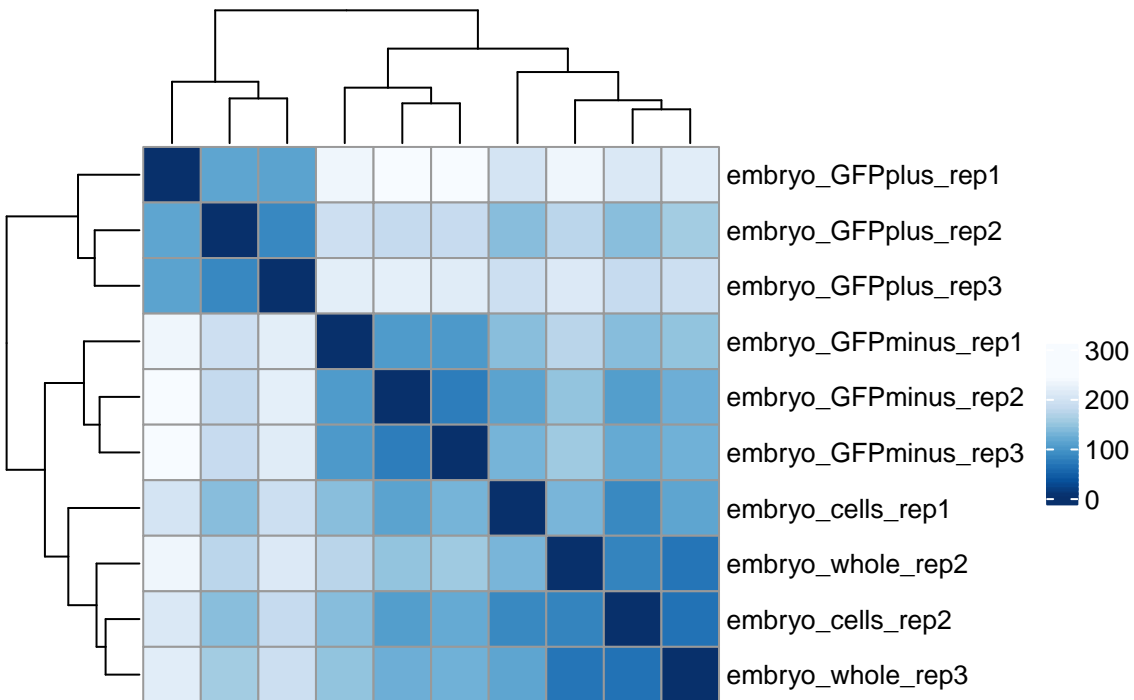 embryo_GFPplus_rep1
embryo_GFPplus_rep2
embryo_GFPplus_rep3
embryo_GFPminus_rep1
embryo_GFPminus_rep2
embryo_GFPminus_rep3
embryo_cells_rep1
embryo_whole_rep2
embryo_cells_rep2
embryo_whole_rep3
300
200
100
0